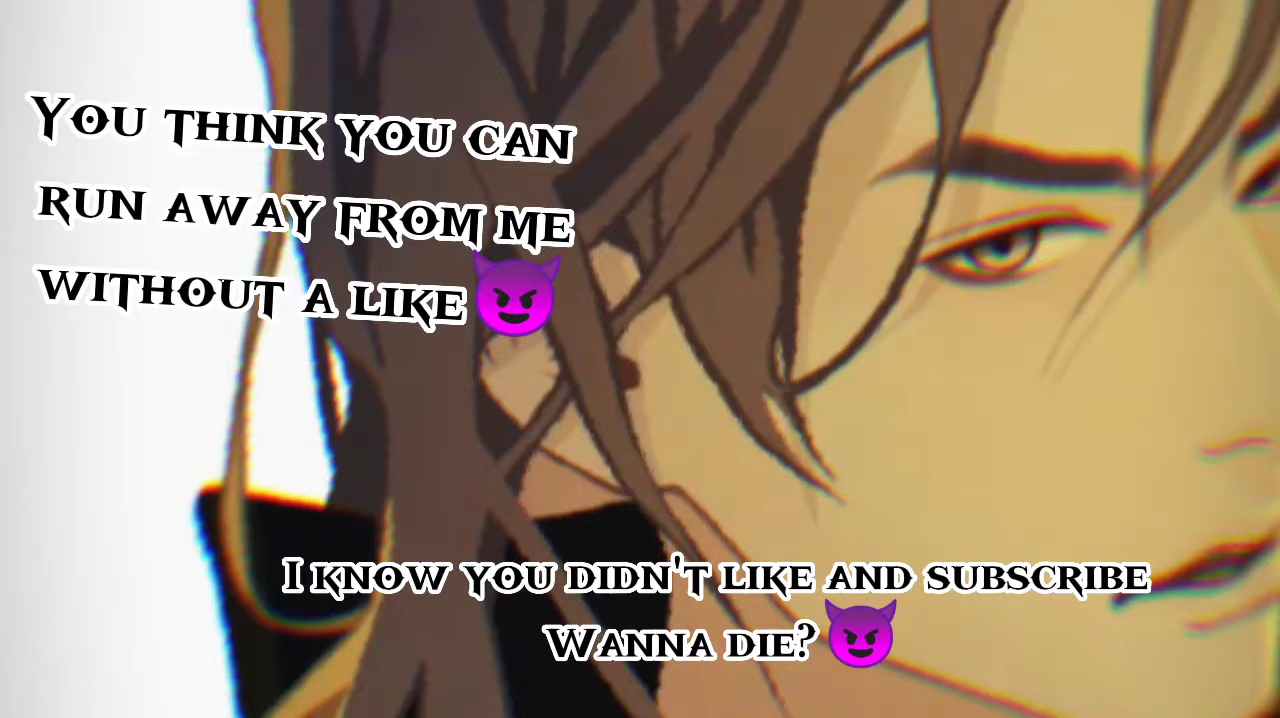 You think you can
run away from me
without a like😈
I know you didn't like and subscribe
Wanna die? 😈